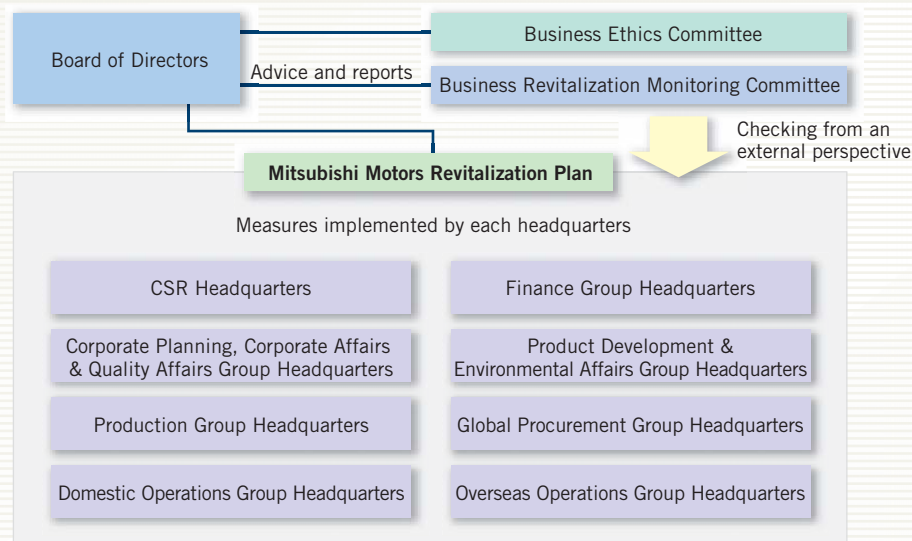 Board of Directors
Business Ethics Committee
Advice and reports
Business Revitalization Monitoring Committee
Checking from an
external perspective
Mitsubishi Motors Revitalization Plan
Measures implemented by each headquarters
CSR Headquarters
Finance Group Headquarters
Corporate Planning, Corporate Affairs
& Quality Affairs Group Headquarters
Product Development &
Environmental Affairs Group Headquarters
Production Group Headquarters
Global Procurement Group Headquarters
Domestic Operations Group Headquarters
Overseas Operations Group Headquarters